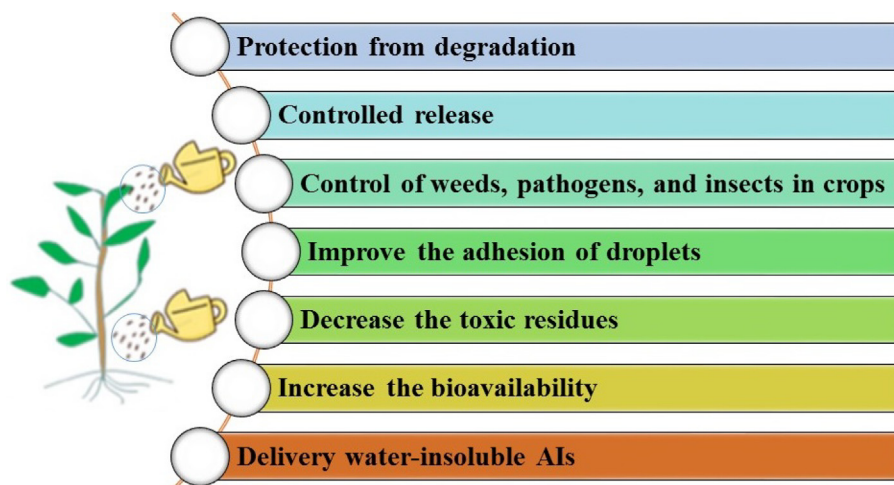 Protection from degradation
Controlled release
Control of weeds, pathogens, and insects in crops
Improve the adhesion of droplets
Decrease the toxic residues
Increase the bioavailability
Delivery water-insoluble AIs